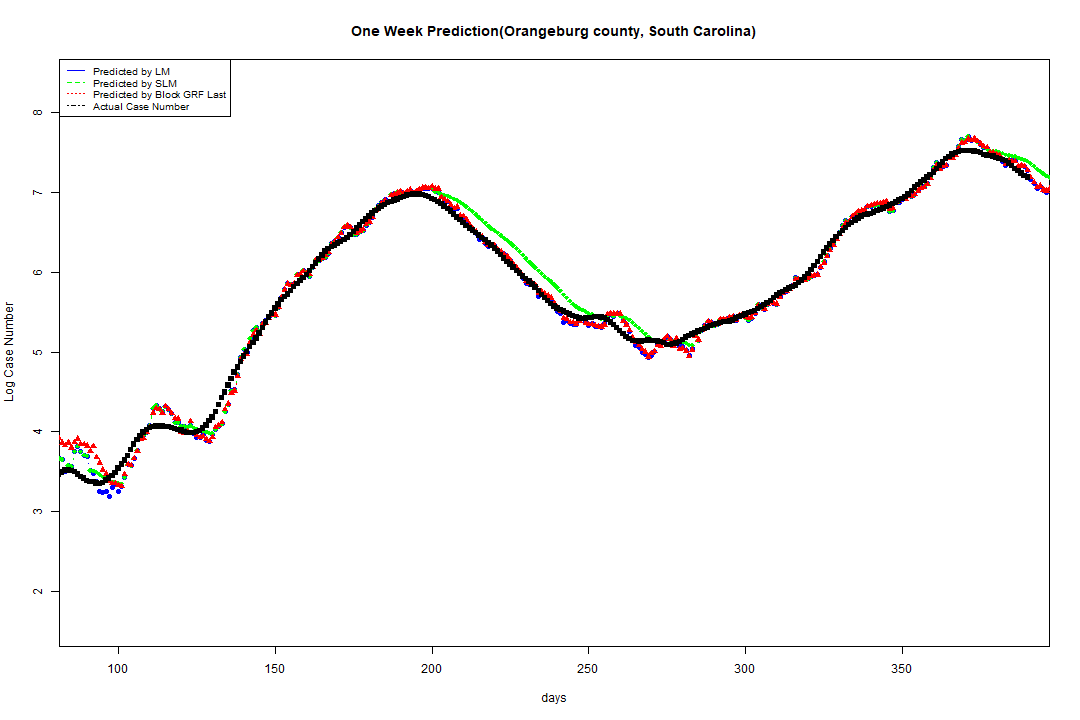 One Week Prediction(Orangeburg county, South Carolina)
Predicted by LM
Predicted by SLM
Predicted by Block GRF Last
Actual Case Number
8
7
6
5
4
3
2
Log Case Number
100 150 200 250 300 350
days